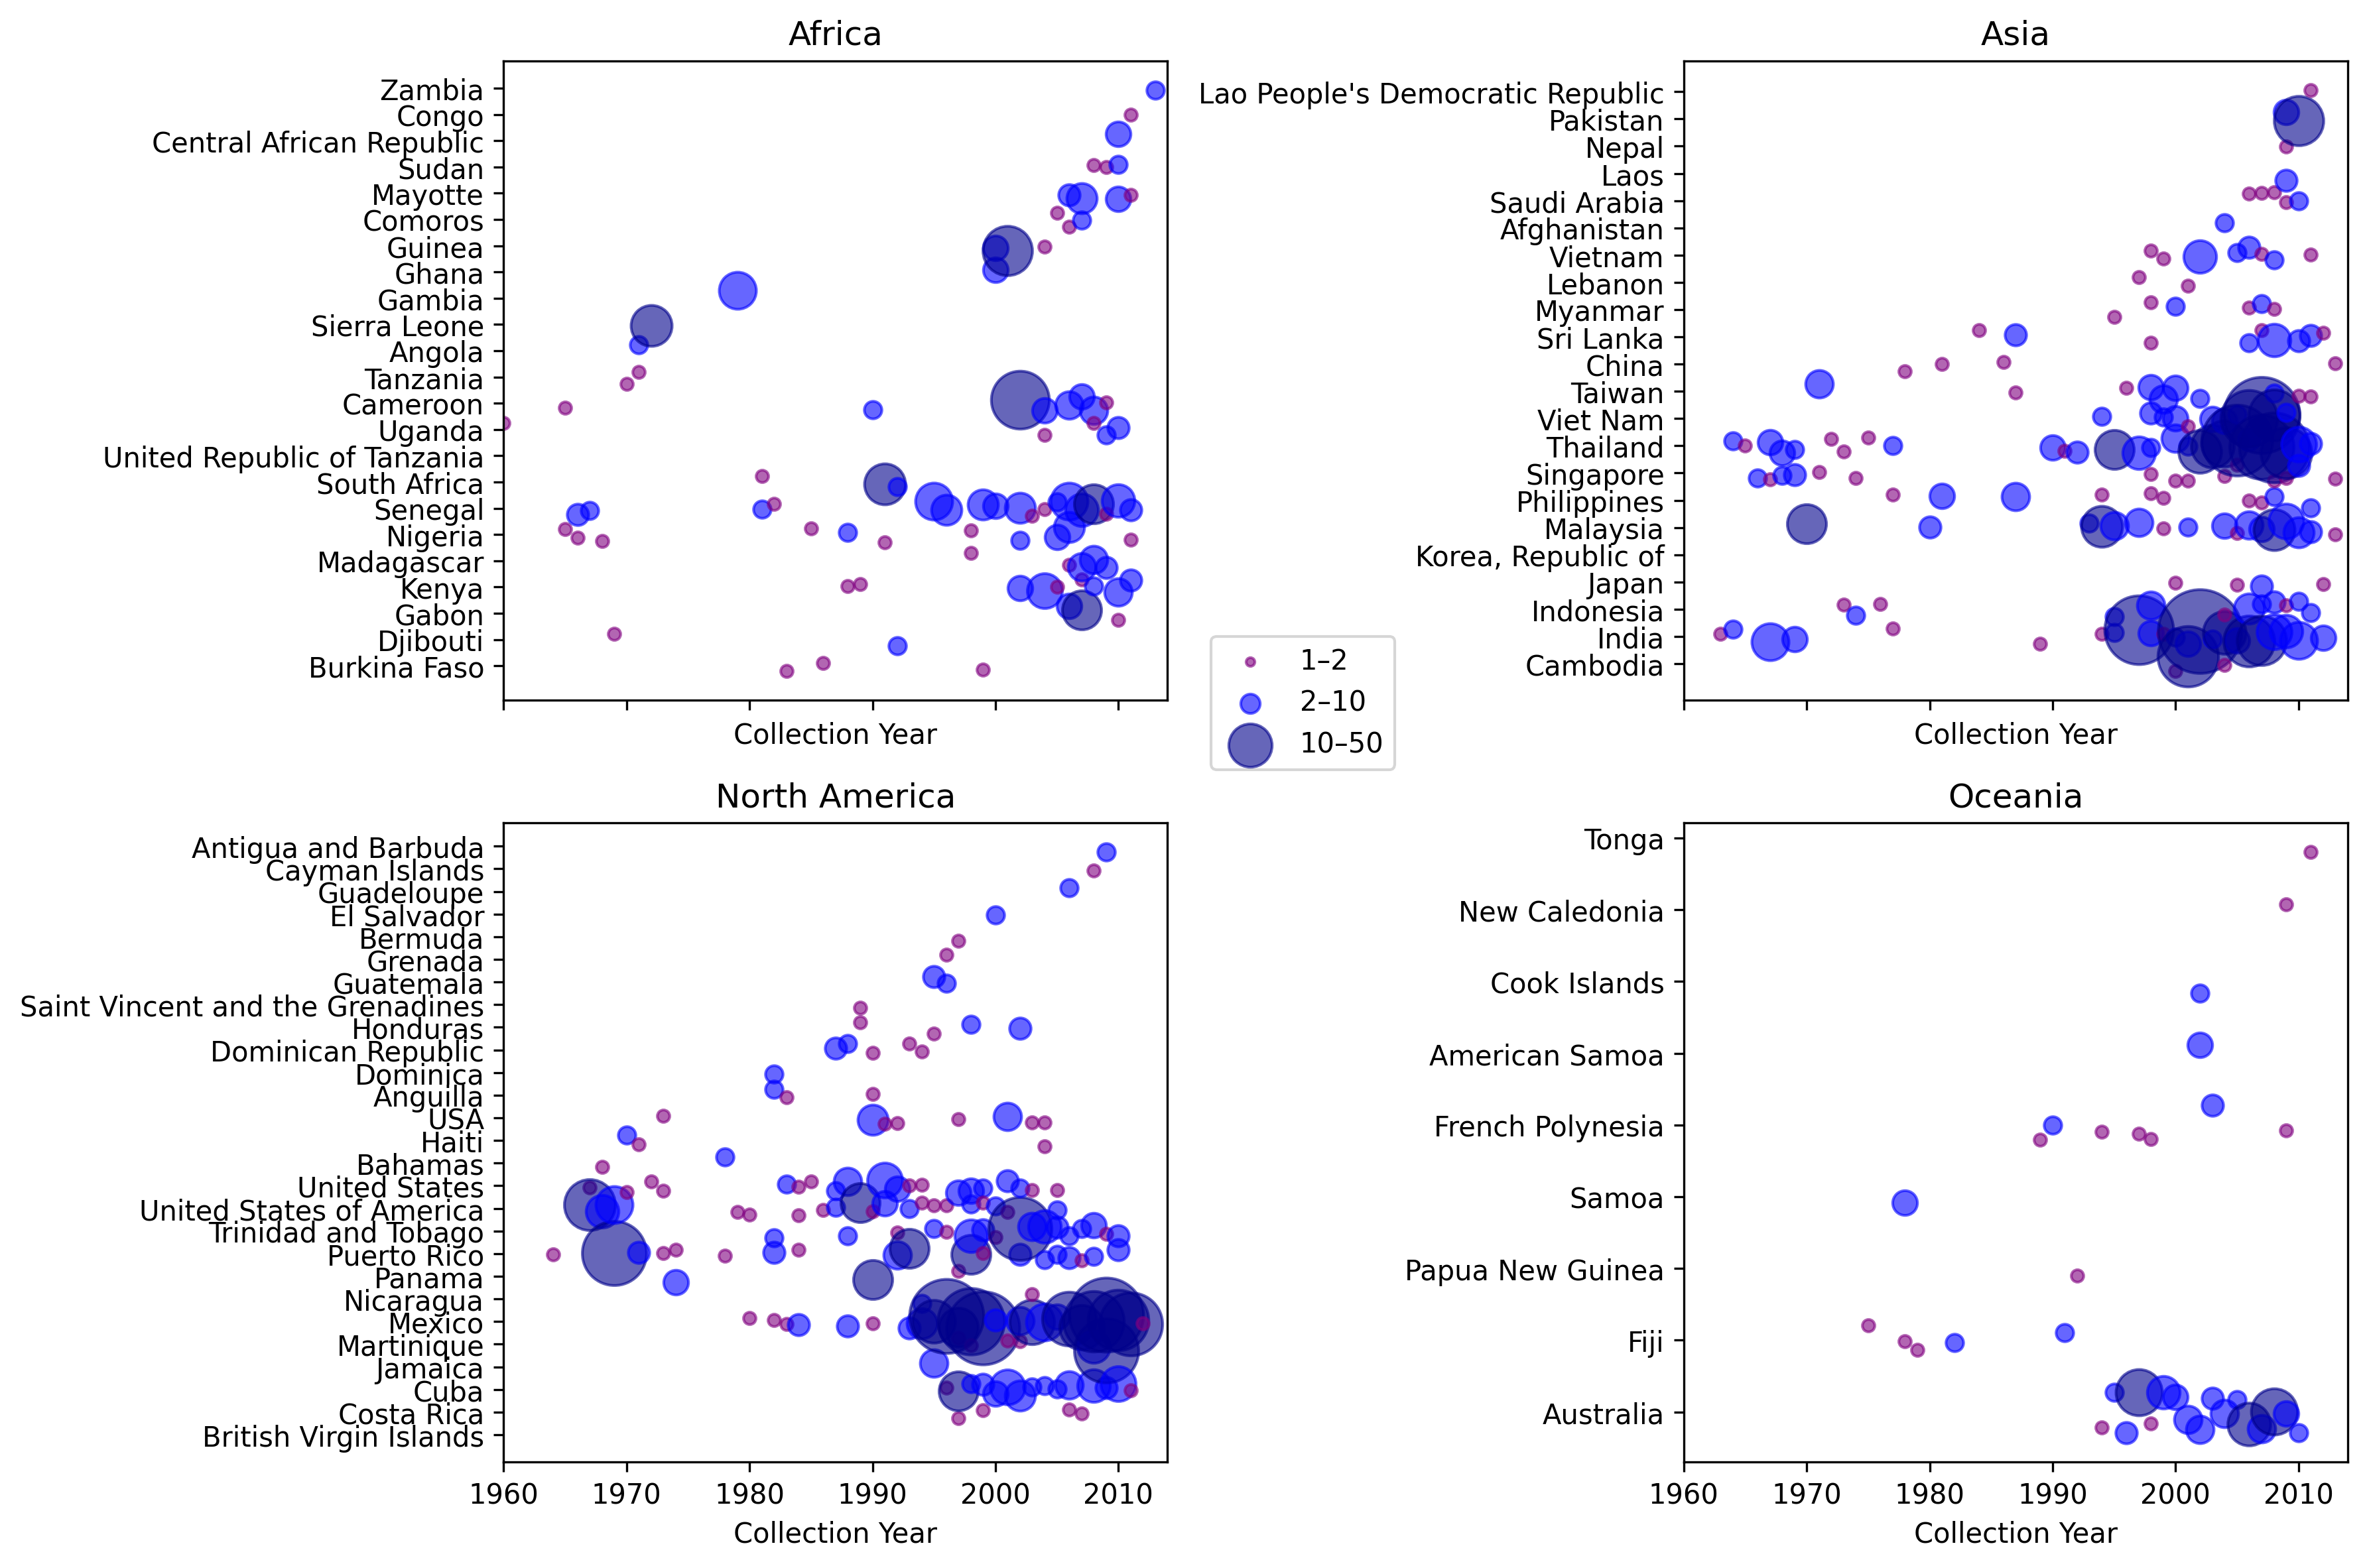 Africa
Zambia
Congo
Central African Republic
Sudan
Mayotte
Comoros
Guinea
Ghana
Gambia
Sierra Leone
Angola
Tanzania
Cameroon
Uganda
United Republic of Tanzania
South Africa
Senegal
Nigeria
Madagascar
Kenya
Gabon
Djibouti
Burkina Faso
Collection Year
Asia
Lao People's Democratic Republic
Pakistan
Nepal
Laos
Saudi Arabia
Afghanistan
Vietnam
Lebanon
Myanmar
Sri Lanka
China
Taiwan
Viet Nam
Thailand
Singapore
Philippines
Malaysia
Korea, Republic of
Japan
Indonesia
India
Cambodia
Collection Year
1–2
2–10
10–50
North America
Antigua and Barbuda
Cayman Islands
Guadeloupe
El Salvador
Bermuda
Grenada
Guatemala
Saint Vincent and the Grenadines
Honduras
Dominican Republic
Dominica
Anguilla
USA
Haiti
Bahamas
United States
United States of America
Trinidad and Tobago
Puerto Rico
Panama
Nicaragua
Mexico
Martinique
Jamaica
Cuba
Costa Rica
British Virgin Islands
1960 1970 1980 1990 2000 2010
Collection Year
Oceania
Tonga
New Caledonia
Cook Islands
American Samoa
French Polynesia
Samoa
Papua New Guinea
Fiji
Australia
1960 1970 1980 1990 2000 2010
Collection Year